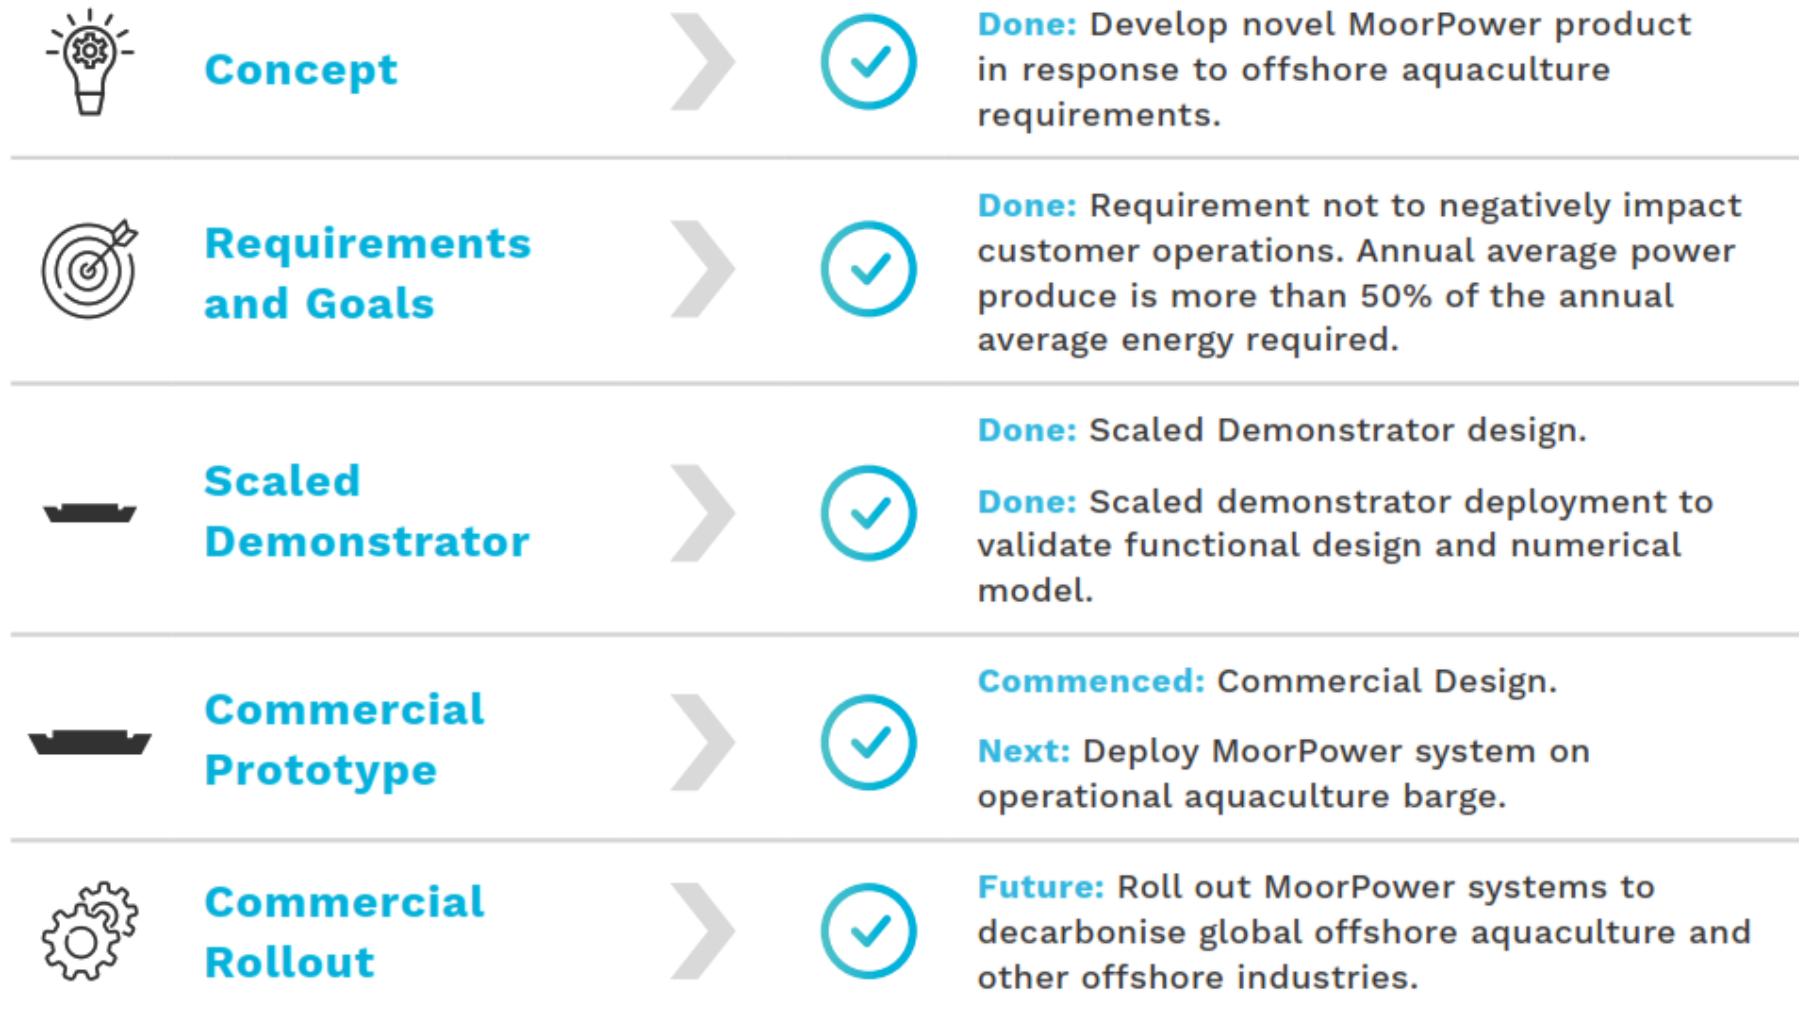 Concept
Done: Develop novel MoorPower product
in response to offshore aquaculture
requirements.
Requirements
and Goals
Done: Requirement not to negatively impact
customer operations. Annual average power
produce is more than 50% of the annual
average energy required.
Scaled
Demonstrator
Done: Scaled Demonstrator design.
Done: Scaled demonstrator deployment to
validate functional design and numerical
model.
Commercial
Prototype
Commenced: Commercial Design.
Next: Deploy MoorPower system on
operational aquaculture barge.
Commercial
Rollout
Future: Roll out MoorPower systems to
decarbonise global offshore aquaculture and
other offshore industries.